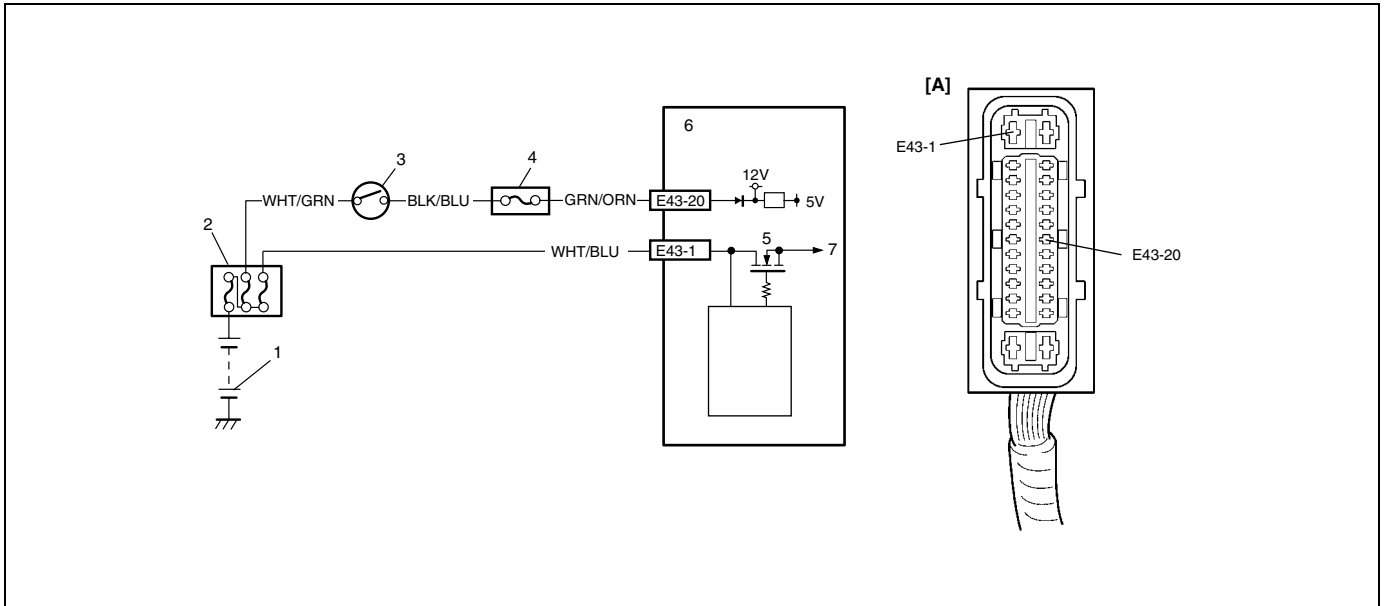 [A]
6
E43-1
3
4
12V
WHT/GRN
BLK/BLU
GRN/ORN
E43-20
5V
2
5
WHT/BLU
E43-1
7
E43-20
1